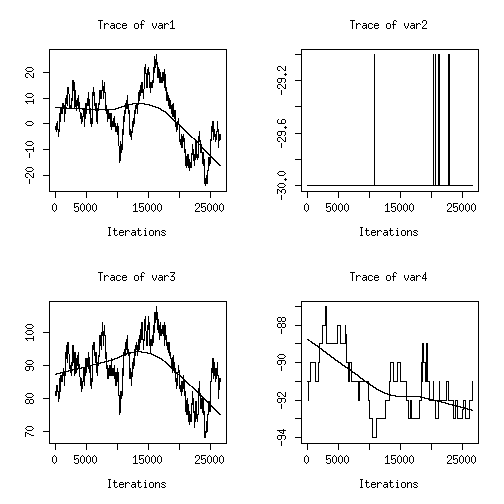 Trace of var1
20
10
0
-10
-20
0 5000 15000 25000
Iterations
Trace of var2
-29.2
-29.6
-30.0
0 5000 15000 25000
Iterations
Trace of var3
100
90
80
70
0 5000 15000 25000
Iterations
Trace of var4
-88
-90
-92
-94
0 5000 15000 25000
Iterations